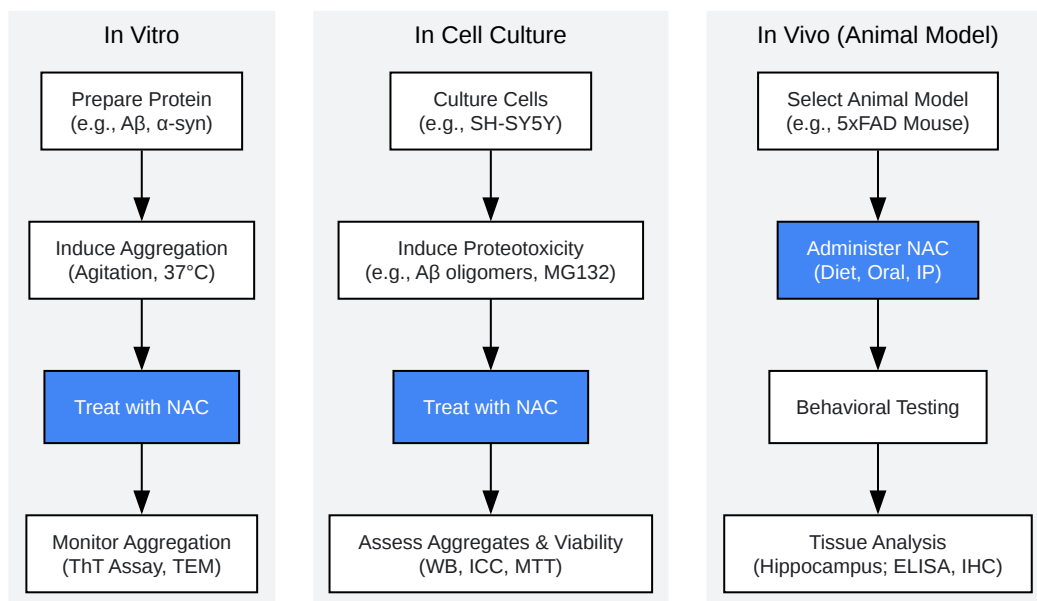 In Vitro
Prepare Protein
(e.g., Aβ, α-syn)
Induce Aggregation
(Agitation, 37°C)
Treat with NAC
Monitor Aggregation
(ThT Assay, TEM)
In Cell Culture
Culture Cells
(e.g., SH-SY5Y)
Induce Proteotoxicity
(e.g., Aβ oligomers, MG132)
Treat with NAC
Assess Aggregates & Viability
(WB, ICC, MTT)
In Vivo (Animal Model)
Select Animal Model
(e.g., 5xFAD Mouse)
Administer NAC
(Diet, Oral, IP)
Behavioral Testing
Tissue Analysis
(Hippocampus; ELISA, IHC)